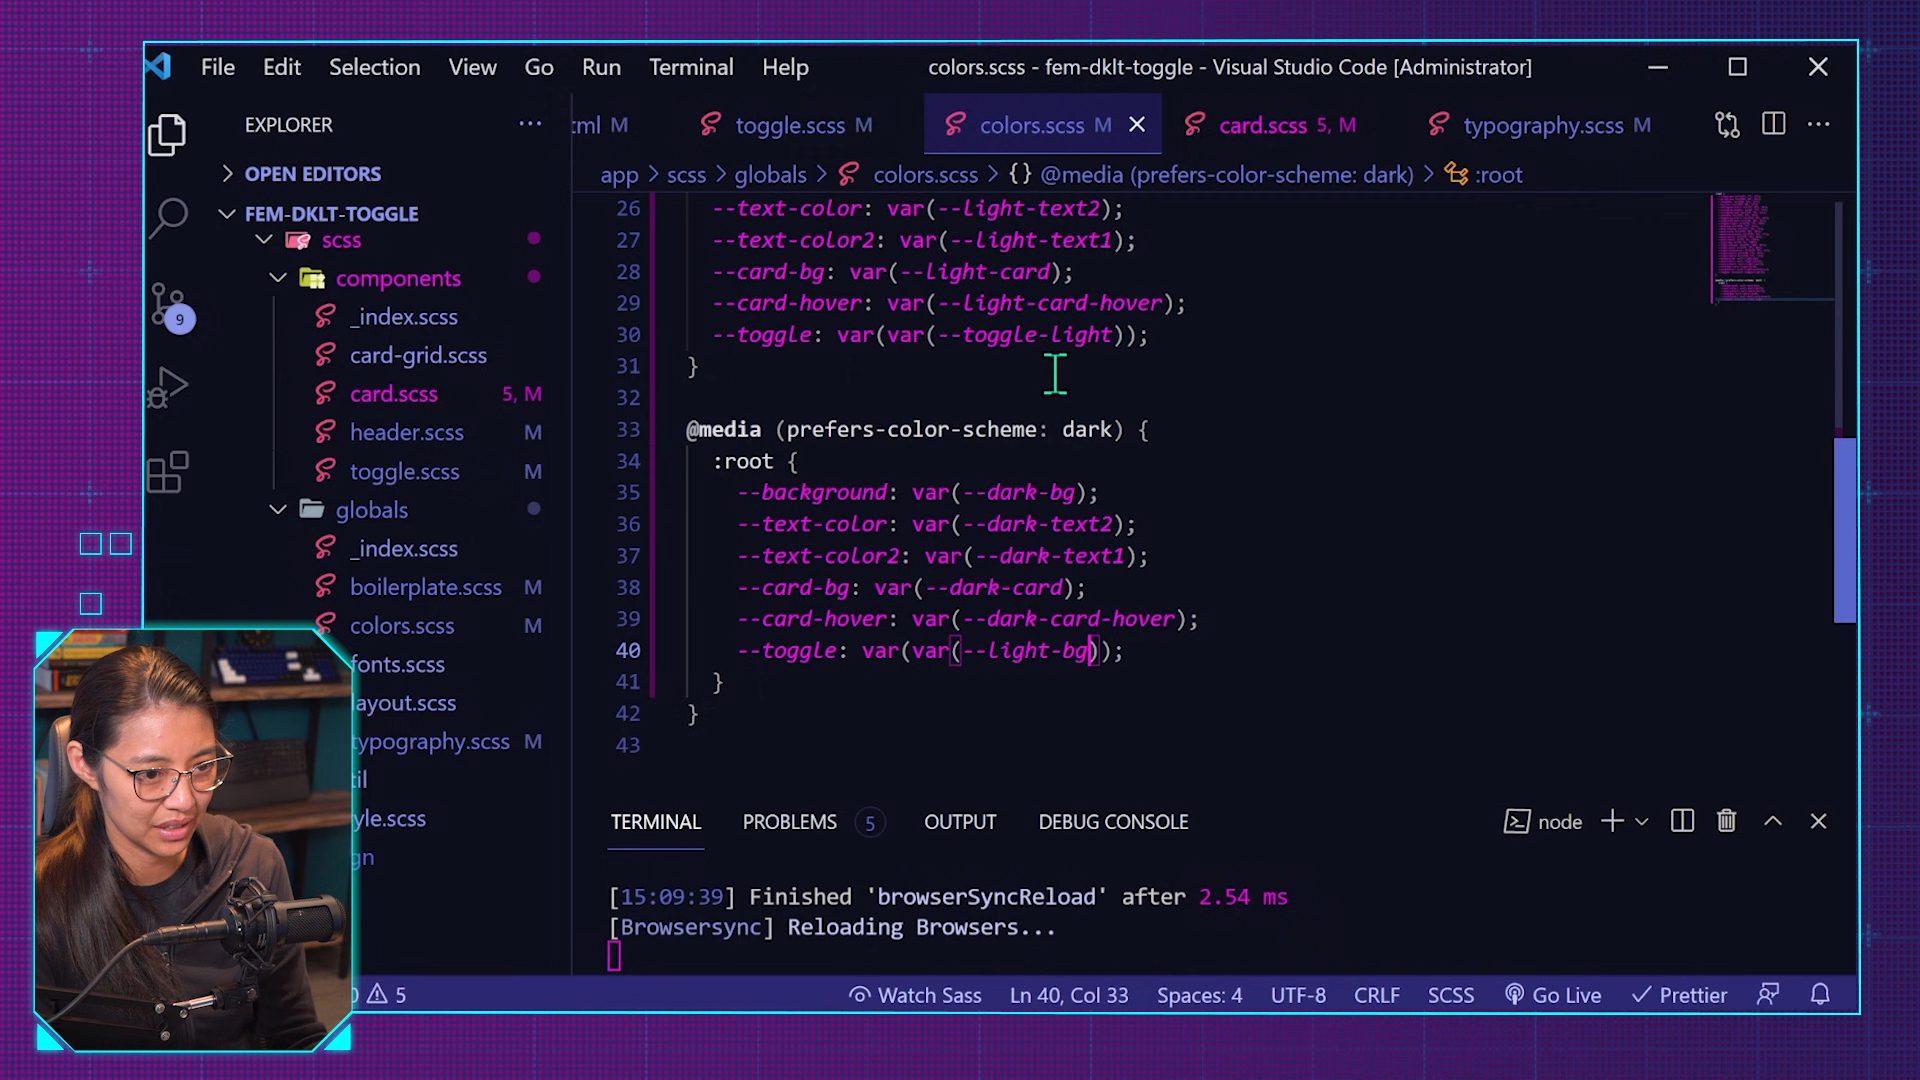 File Edit Selection View Go Run Terminal Help
colors.scss - fem-dklt-toggle - Visual Studio Code [Administrator]
EXPLORER
tml M
toggle.scss M
colors.scss M
card.scss 5, M
typography.scss M
OPEN EDITORS
app > scss > globals > colors.scss > {} @media (prefers-color-scheme: dark) > :root
FEM-DKLT-TOGGLE
scss
components
_index.scss
card-grid.scss
card.scss 5, M
header.scss M
toggle.scss M
globals
_index.scss
boilerplate.scss M
colors.scss M
fonts.scss
layout.scss
typography.scss M
til
yle.scss
gn
9
26 --text-color: var(--light-text2);
27 --text-color2: var(--light-text1);
28 --card-bg: var(--light-card);
29 --card-hover: var(--light-card-hover);
30 --toggle: var(var(--toggle-light));
31 }
32
33 @media (prefers-color-scheme: dark) {
34 :root {
35 --background: var(--dark-bg);
36 --text-color: var(--dark-text2);
37 --text-color2: var(--dark-text1);
38 --card-bg: var(--dark-card);
39 --card-hover: var(--dark-card-hover);
40 --toggle: var(var(--light-bg));
41 }
42 }
43
TERMINAL PROBLEMS 5 OUTPUT DEBUG CONSOLE
node
[15:09:39] Finished 'browserSyncReload' after 2.54 ms
[Browsersync] Reloading Browsers...
5
Watch Sass
Ln 40, Col 33
Spaces: 4
UTF-8
CRLF
SCSS
Go Live
Prettier